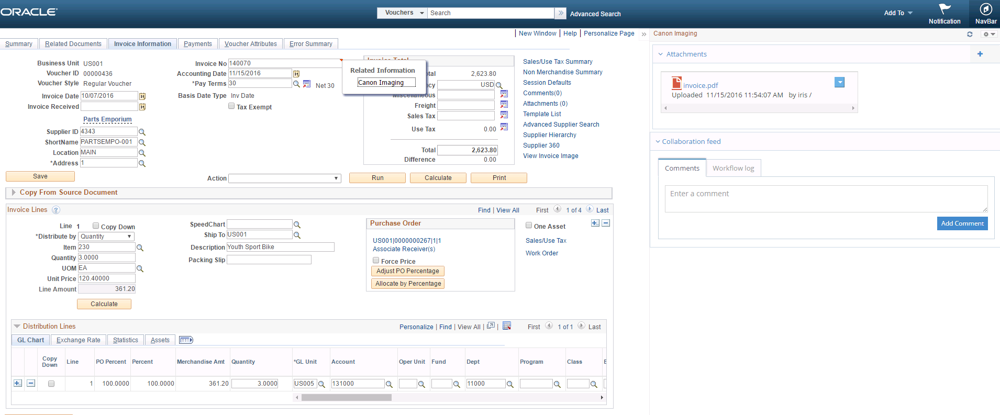 ORACLE
Vouchers Search Advanced Search
Add To Notification NavBar
New Window | Help | Personalize Page
Summary Related Documents Invoice Information Payments Voucher Attributes Error Summary
Business Unit US001
Voucher ID 00000436
Voucher Style Regular Voucher
Invoice Date 10/07/2016
Invoice Received
Parts Emporium
Supplier ID 4343
ShortName PARTSEMPO-001
Location MAIN
*Address 1
Invoice No 140070
Accounting Date 11/15/2016
*Pay Terms 30 Net 30
Basis Date Type Inv Date
Tax Exempt
Related Information
Canon Imaging
2,623.80
USD
Miscellaneous
Freight
Sales Tax
Use Tax 0.00
Total 2,623.80
Difference 0.00
Sales/Use Tax Summary
Non Merchandise Summary
Session Defaults
Comments(0)
Attachments (0)
Template List
Advanced Supplier Search
Supplier Hierarchy
Supplier 360
View Invoice Image
Save
Action Run Calculate Print
Copy From Source Document
Invoice Lines Find | View All First 1 of 4 Last
Line 1 Copy Down
*Distribute by Quantity
Item 230
Quantity 3.0000
UOM EA
Unit Price 120.40000
Line Amount 361.20
Calculate
SpeedChart
Ship To US001
Description Youth Sport Bike
Packing Slip
Purchase Order
US001|0000000267|1|1
Associate Receiver(s)
Force Price
Adjust PO Percentage
Allocate by Percentage
One Asset
Sales/Use Tax
Work Order
Distribution Lines Personalize | Find | View All | | First 1 of 1 Last
GL Chart Exchange Rate Statistics Assets
Copy Down Line PO Percent Percent Merchandise Amt Quantity *GL Unit Account Oper Unit Fund Dept Program Class
1 100.0000 100.0000 361.20 3.0000 US005 131000 11000
Canon Imaging
Attachments
invoice.pdf
Uploaded 11/15/2016 11:54:07 AM by iris /
Collaboration feed
Comments Workflow log
Enter a comment
Add Comment